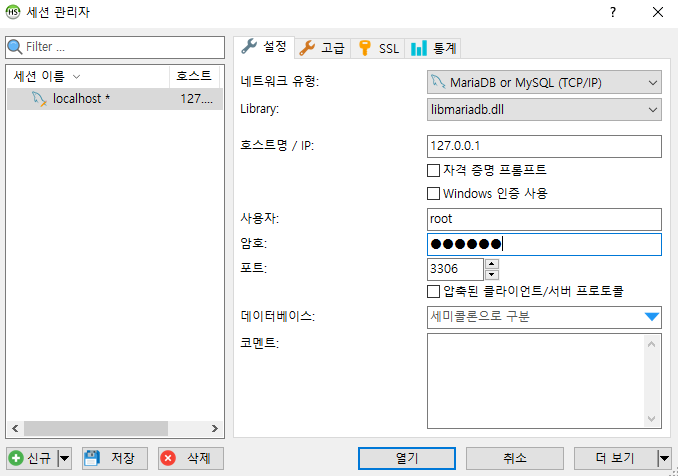 HS 세션 관리자
Filter ...
세션 이름 호스트
localhost * 127....
설정 고급 SSL 통계
네트워크 유형: MariaDB or MySQL (TCP/IP)
Library: libmariadb.dll
호스트명 / IP: 127.0.0.1
자격 증명 프롬프트
Windows 인증 사용
사용자: root
암호: ●●●●●●
포트: 3306
압축된 클라이언트/서버 프로토콜
데이터베이스: 세미콜론으로 구분
코멘트:
신규 저장 삭제 열기 취소 더 보기